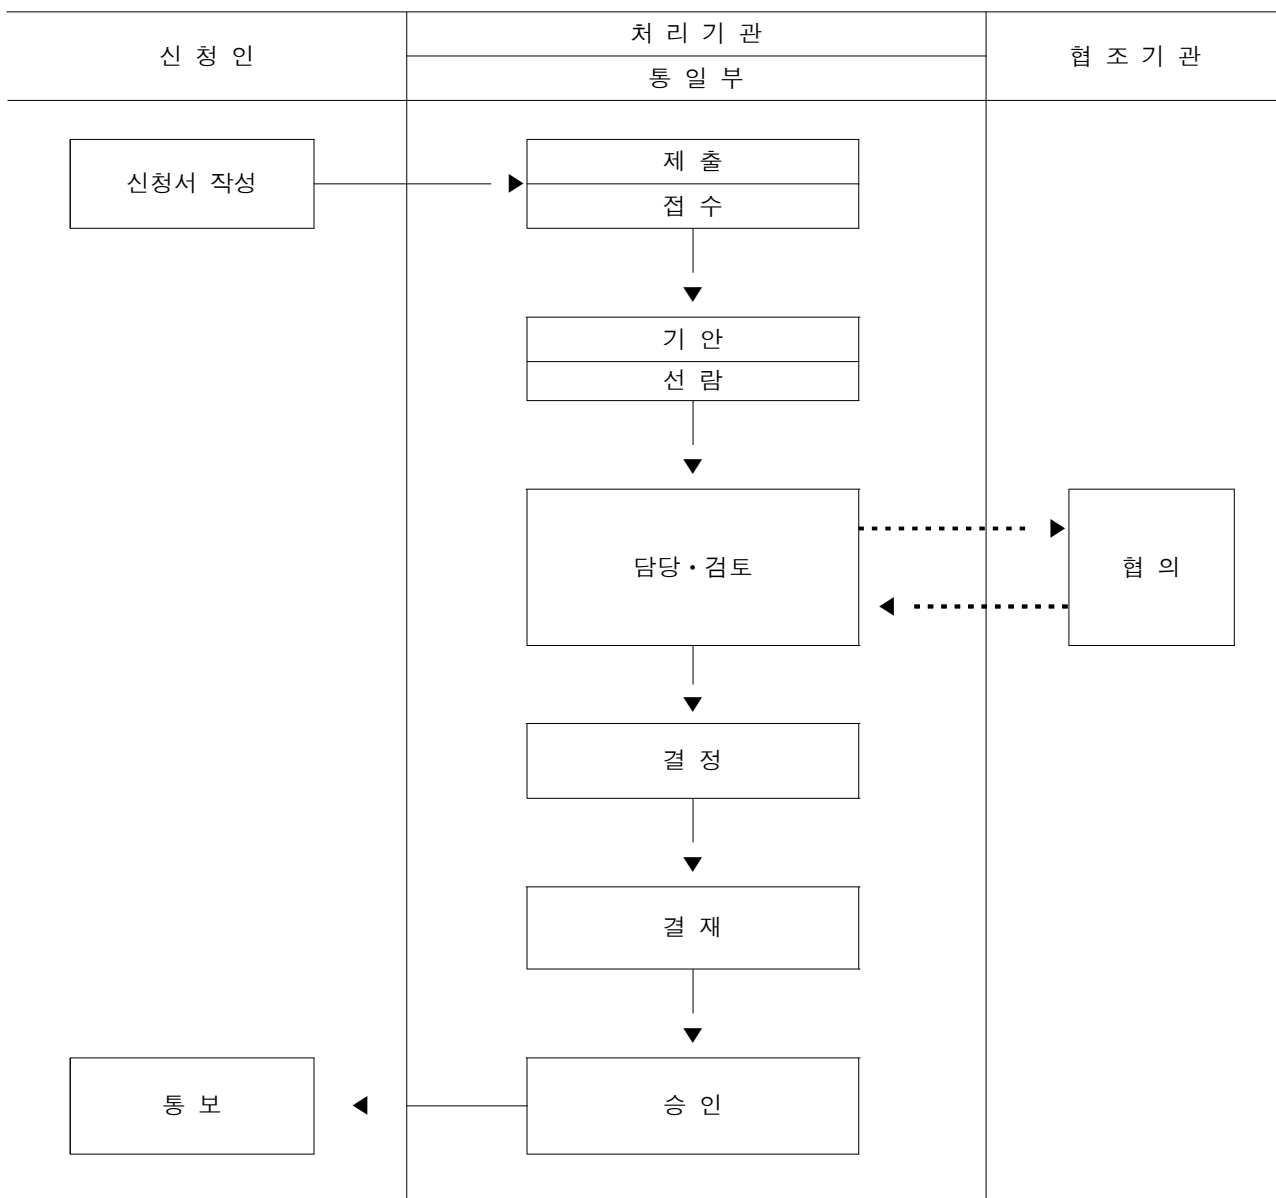 신 청 인
처 리 기 관
통 일 부
협 조 기 관
신청서 작성
제 출
접 수
기 안
선 람
담당·검토
협 의
결 정
결 재
통 보
승 인